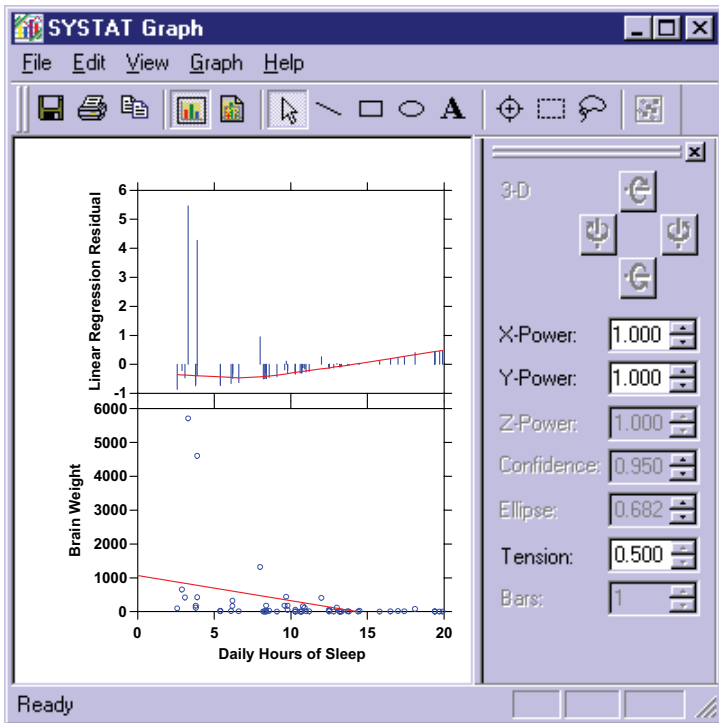 SYSTAT Graph
File Edit View Graph Help
A
3-D
X-Power: 1.000
Y-Power: 1.000
Z-Power: 1.000
Confidence: 0.950
Ellipse: 0.682
Tension: 0.500
Bars: 1
Linear Regression Residual
6
5
4
3
2
1
0
-1
Brain Weight
6000
5000
4000
3000
2000
1000
0
0 5 10 15 20
Daily Hours of Sleep
Ready